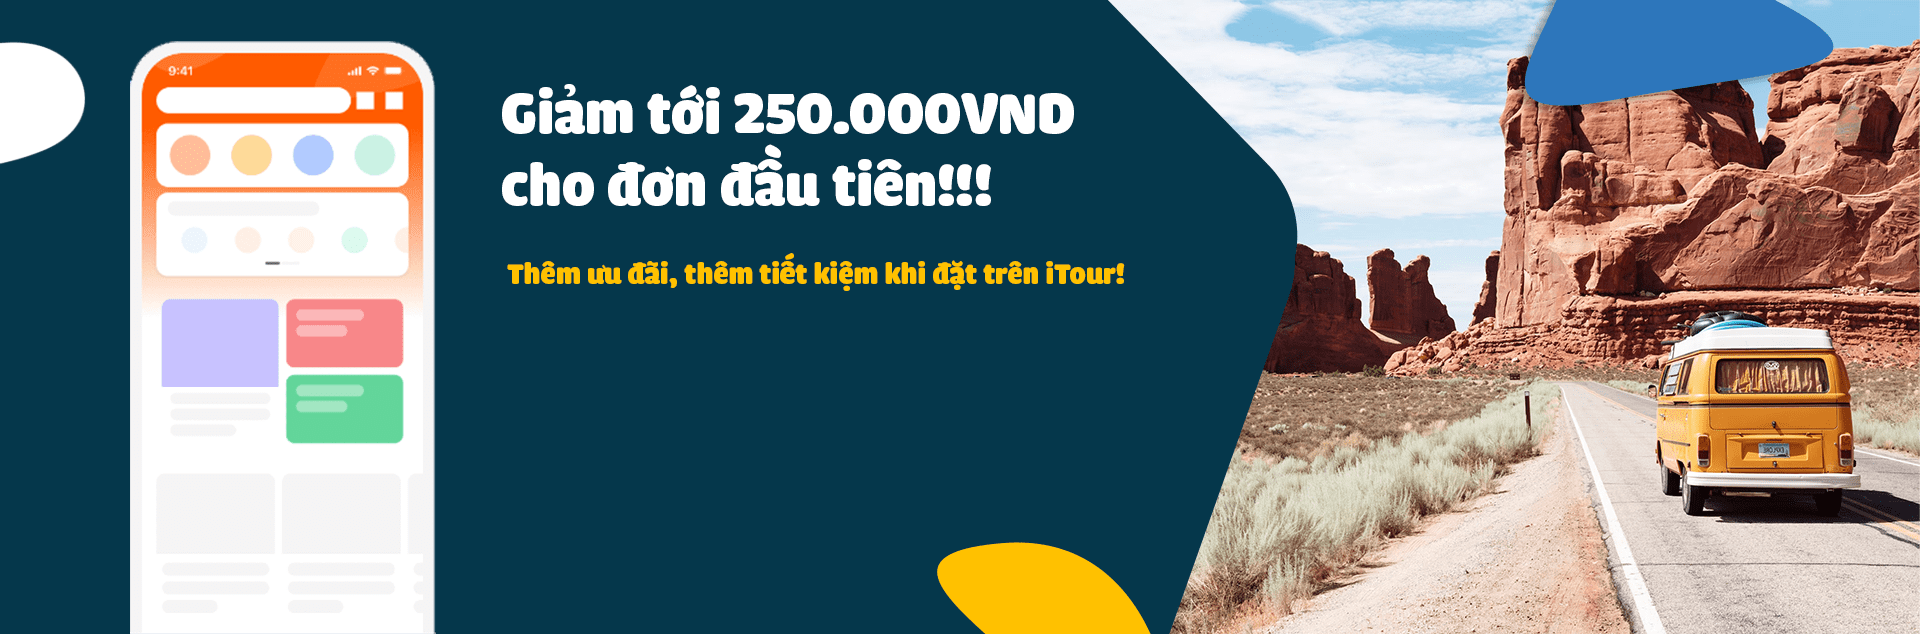 9:41
Giảm tới 250.000VND
cho đơn đầu tiên!!!
Thêm ưu đãi, thêm tiết kiệm khi đặt trên iTour!